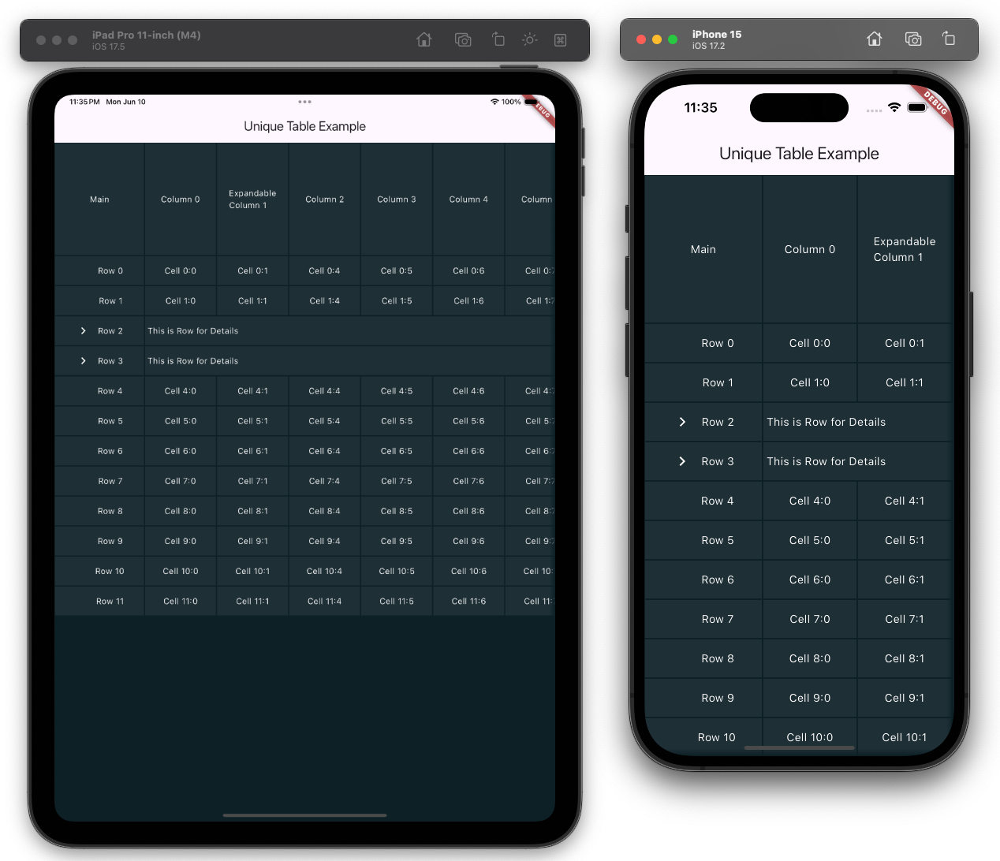 iPad Pro 11-inch (M4)
iOS 17.5
11:35 PM Mon Jun 10
100%
Unique Table Example
Main Column 0 Expandable Column 1 Column 2 Column 3 Column 4 Column
Row 0 Cell 0:0 Cell 0:1 Cell 0:4 Cell 0:5 Cell 0:6 Cell 0:7
Row 1 Cell 1:0 Cell 1:1 Cell 1:4 Cell 1:5 Cell 1:6 Cell 1:7
Row 2 This is Row for Details
Row 3 This is Row for Details
Row 4 Cell 4:0 Cell 4:1 Cell 4:4 Cell 4:5 Cell 4:6 Cell 4:7
Row 5 Cell 5:0 Cell 5:1 Cell 5:4 Cell 5:5 Cell 5:6 Cell 5:7
Row 6 Cell 6:0 Cell 6:1 Cell 6:4 Cell 6:5 Cell 6:6 Cell 6:7
Row 7 Cell 7:0 Cell 7:1 Cell 7:4 Cell 7:5 Cell 7:6 Cell 7:7
Row 8 Cell 8:0 Cell 8:1 Cell 8:4 Cell 8:5 Cell 8:6 Cell 8:7
Row 9 Cell 9:0 Cell 9:1 Cell 9:4 Cell 9:5 Cell 9:6 Cell 9:7
Row 10 Cell 10:0 Cell 10:1 Cell 10:4 Cell 10:5 Cell 10:6 Cell 10:
Row 11 Cell 11:0 Cell 11:1 Cell 11:4 Cell 11:5 Cell 11:6 Cell 11:
iPhone 15
iOS 17.2
11:35
DEBUG
Unique Table Example
Main Column 0 Expandable Column 1
Row 0 Cell 0:0 Cell 0:1
Row 1 Cell 1:0 Cell 1:1
Row 2 This is Row for Details
Row 3 This is Row for Details
Row 4 Cell 4:0 Cell 4:1
Row 5 Cell 5:0 Cell 5:1
Row 6 Cell 6:0 Cell 6:1
Row 7 Cell 7:0 Cell 7:1
Row 8 Cell 8:0 Cell 8:1
Row 9 Cell 9:0 Cell 9:1
Row 10 Cell 10:0 Cell 10:1